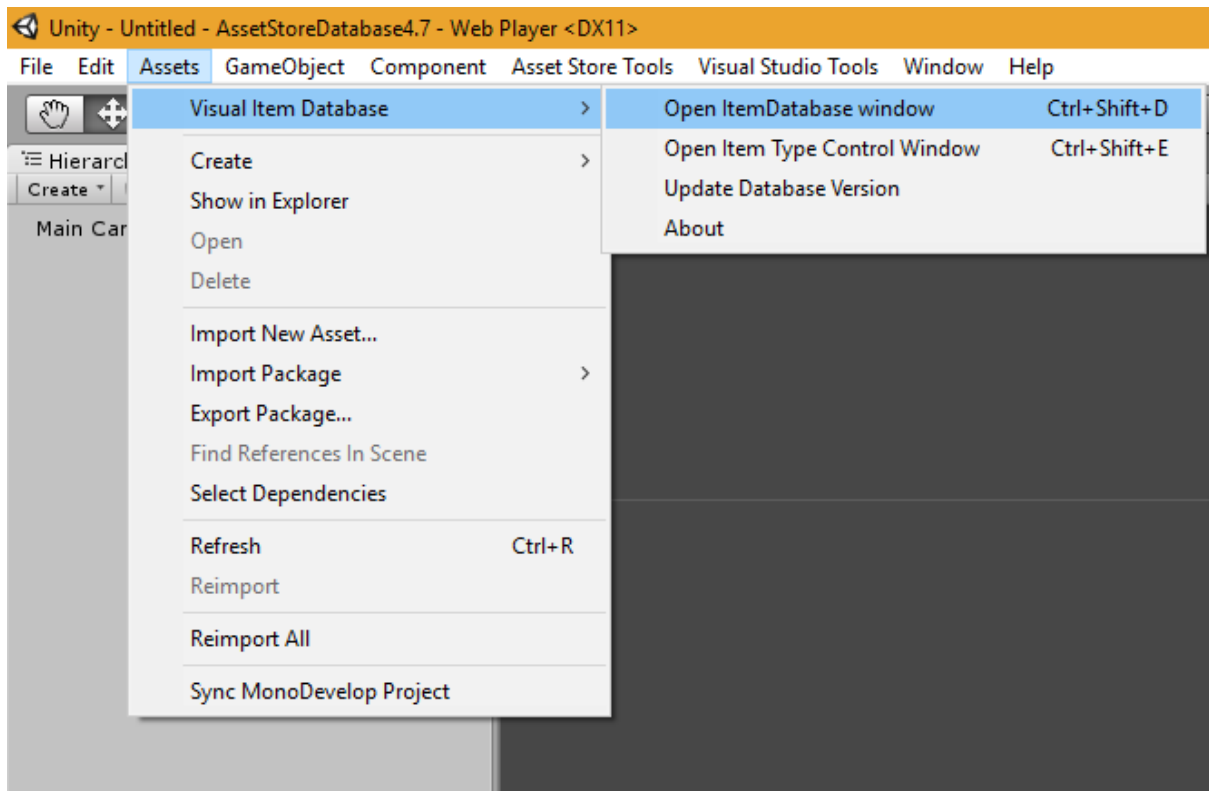 Unity - Untitled - AssetStoreDatabase4.7 - Web Player <DX11>
File Edit Assets GameObject Component Asset Store Tools Visual Studio Tools Window Help
Visual Item Database
Open ItemDatabase window Ctrl+Shift+D
Open Item Type Control Window Ctrl+Shift+E
Update Database Version
About
Hierarc
Create
Main Ca
Create
Show in Explorer
Open
Delete
Import New Asset...
Import Package
Export Package...
Find References In Scene
Select Dependencies
Refresh Ctrl+R
Reimport
Reimport All
Sync MonoDevelop Project